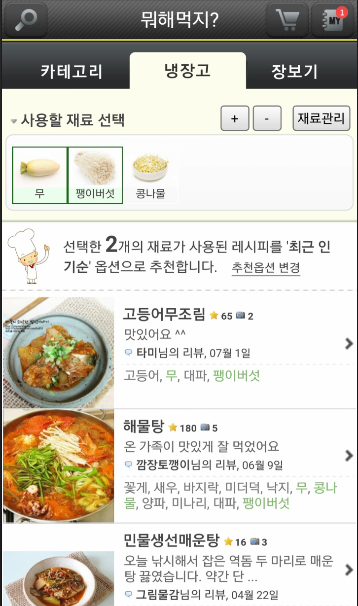 뭐해먹지?
MY
1
카테고리
냉장고
장보기
사용할 재료 선택
+
-
재료관리
무
팽이버섯
콩나물
선택한 2개의 재료가 사용된 레시피를 '최근 인
기순' 옵션으로 추천합니다. 추천옵션 변경
고등어무조림 65 2
맛있어요 ^^
타미님의 리뷰, 07월 1일
고등어, 무, 대파, 팽이버섯
해물탕 180 5
온 가족이 맛있게 잘 먹었어요
깜장토깽이님의 리뷰, 06월 9일
꽃게, 새우, 바지락, 미더덕, 낙지, 무, 콩나
물, 양파, 미나리, 대파, 팽이버섯
민물생선매운탕 16 3
오늘 낚시해서 잡은 역돔 두 마리로 매운
탕 끓였습니다. 약간 단 ...
그림물감님의 리뷰, 04월 22일